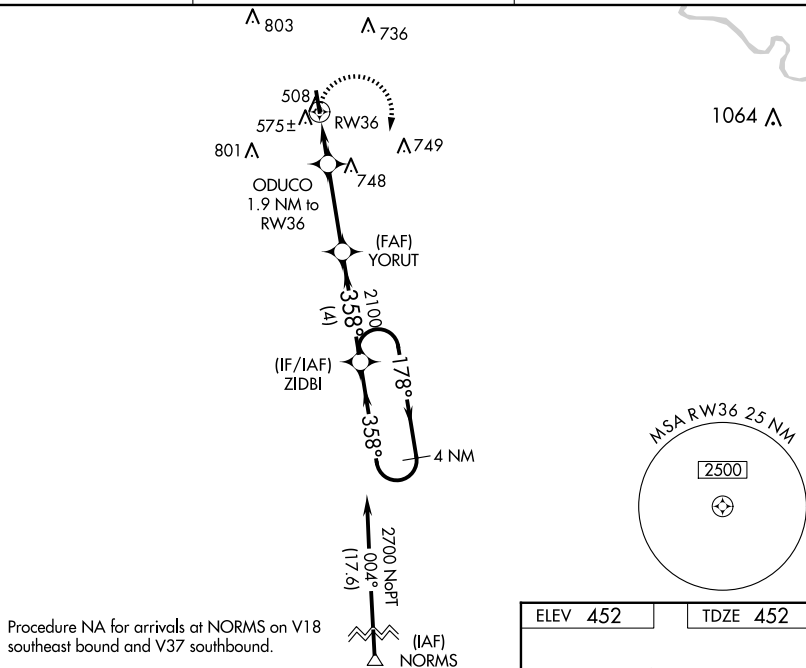 803
736
508
575±
RW36
1064
801
749
748
ODUCO
1.9 NM to
RW36
(FAF)
YORUT
2100
358°
(4)
(IF/IAF)
ZIDBI
178°
358°
4 NM
MSA RW36 25 NM
2500
2700 NoPT
004°
(17.6)
(IAF)
NORMS
Procedure NA for arrivals at NORMS on V18
southeast bound and V37 southbound.
ELEV 452
TDZE 452